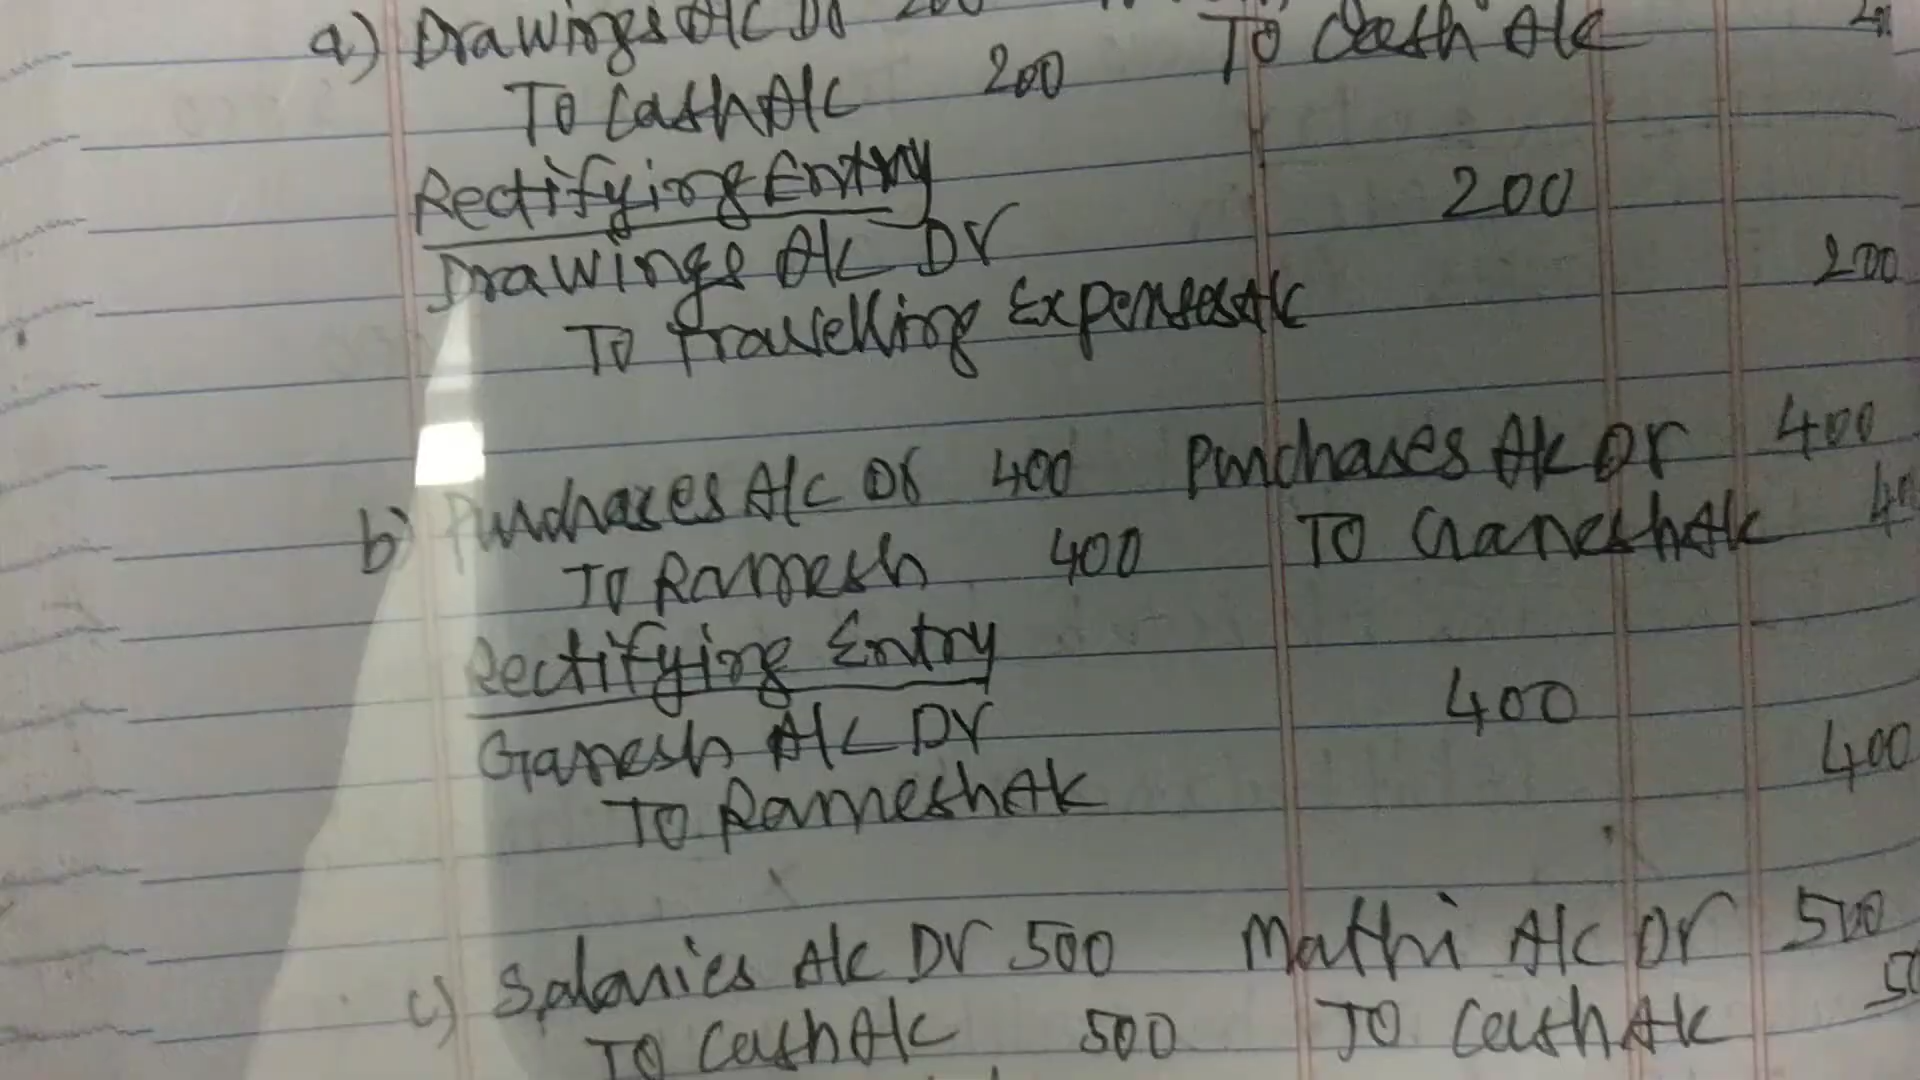 a) Drawings A/c Dr 200
To Cash A/c 200 To Cash A/c
Rectifying Entry
Drawings A/c Dr 200
To Travelling Expenses A/c 200
b) Purchases A/c Dr 400 Purchases A/c Dr 400
To Ramesh 400 To Ganesh A/c
Rectifying Entry
Ganesh A/c Dr 400
To Ramesh A/c 400
c) Salaries A/c Dr 500 Mathi A/c Dr 500
To Cash A/c 500 To Cash A/c